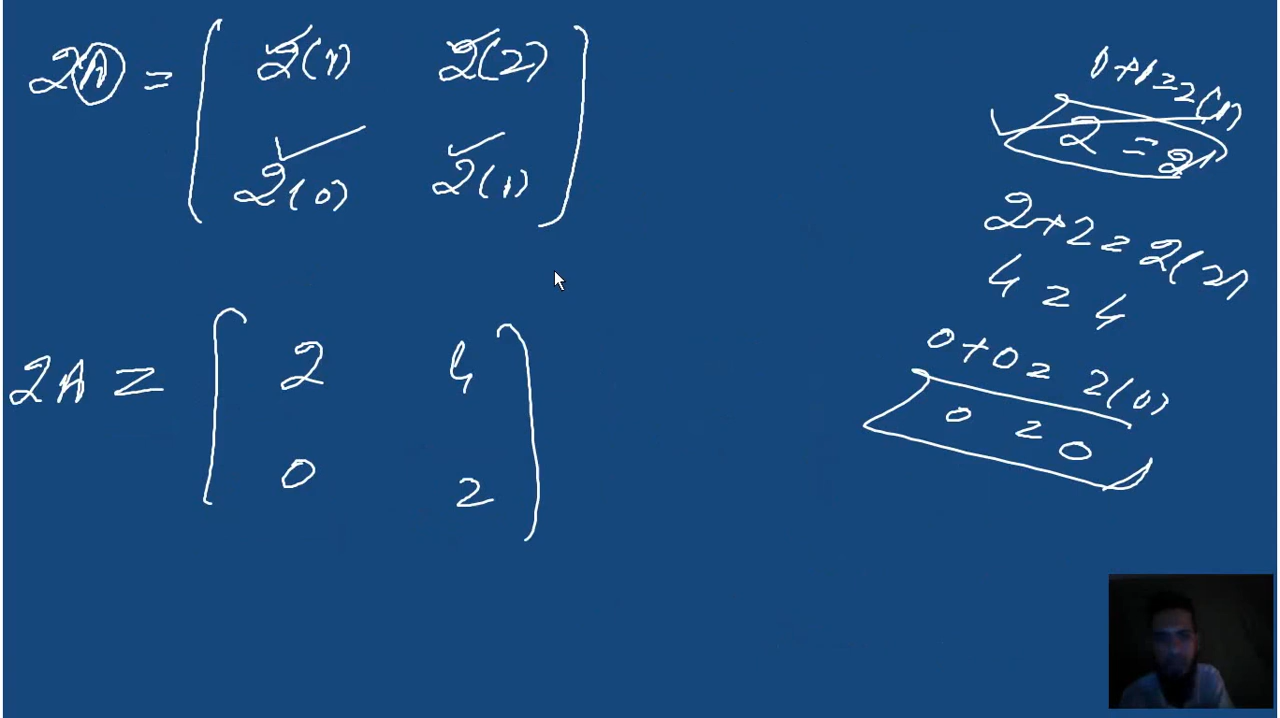 2A = ( 2(1) 2(2)
2(0) 2(1) )
2A = [ 2 4
0 2 ]
1+1=2(1)
2 = 2
2+2=2(2)
4 = 4
0+0= 2(0)
0 = 0